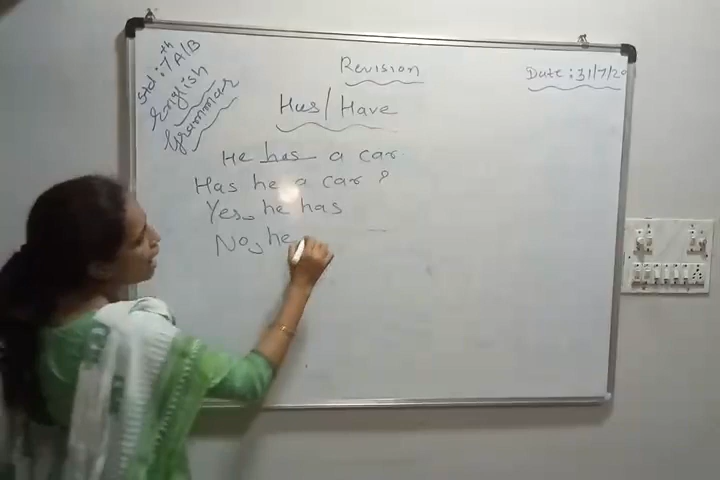 Std : 7th A/B
English
Grammar
Revision
Date : 31/7/20
Has/Have
He has a car.
Has he a car ?
Yes, he has
No, he